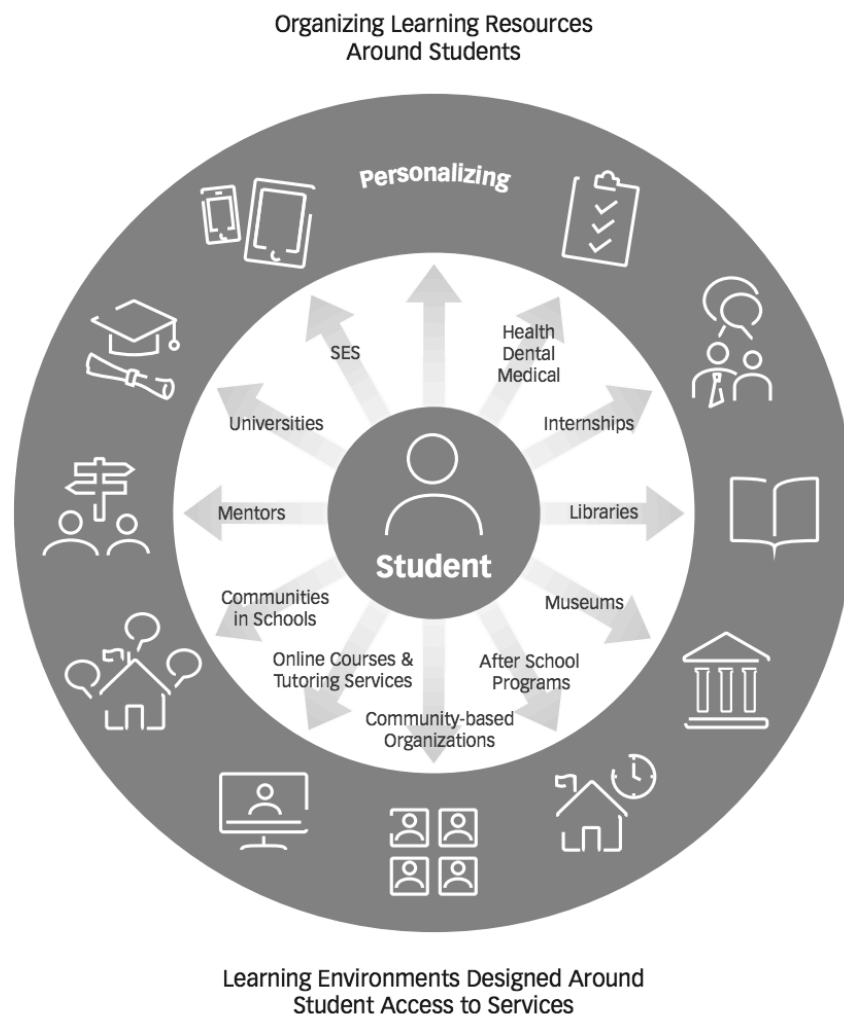 Organizing Learning Resources
Around Students
Personalizing
SES
Health
Dental
Medical
Universities
Internships
Mentors
Libraries
Student
Communities
in Schools
Museums
Online Courses &
Tutoring Services
After School
Programs
Community-based
Organizations
Learning Environments Designed Around
Student Access to Services